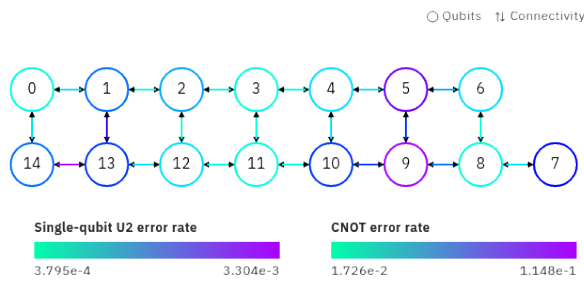 Qubits Connectivity
0 1 2 3 4 5 6
14 13 12 11 10 9 8 7
Single-qubit U2 error rate CNOT error rate
3.795e-4 3.304e-3 1.726e-2 1.148e-1